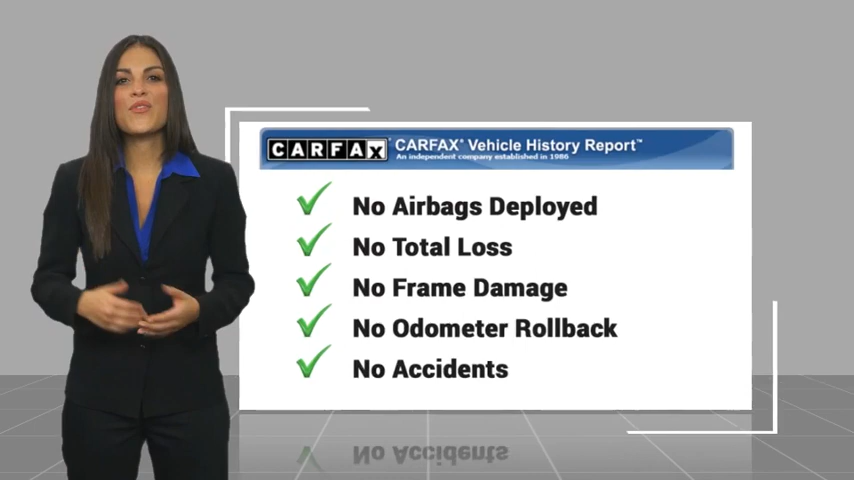 CARFAX CARFAX® Vehicle History Report™
An independent company established in 1986
No Airbags Deployed
No Total Loss
No Frame Damage
No Odometer Rollback
No Accidents
No Accidents